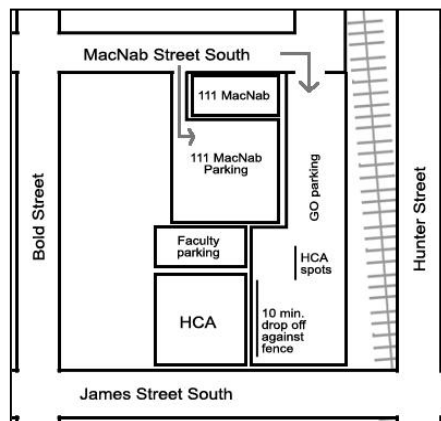 MacNab Street South
111 MacNab
111 MacNab
Parking
GO parking
Bold Street
Hunter Street
Faculty
parking
HCA
spots
HCA
10 min.
drop off
against
fence
James Street South